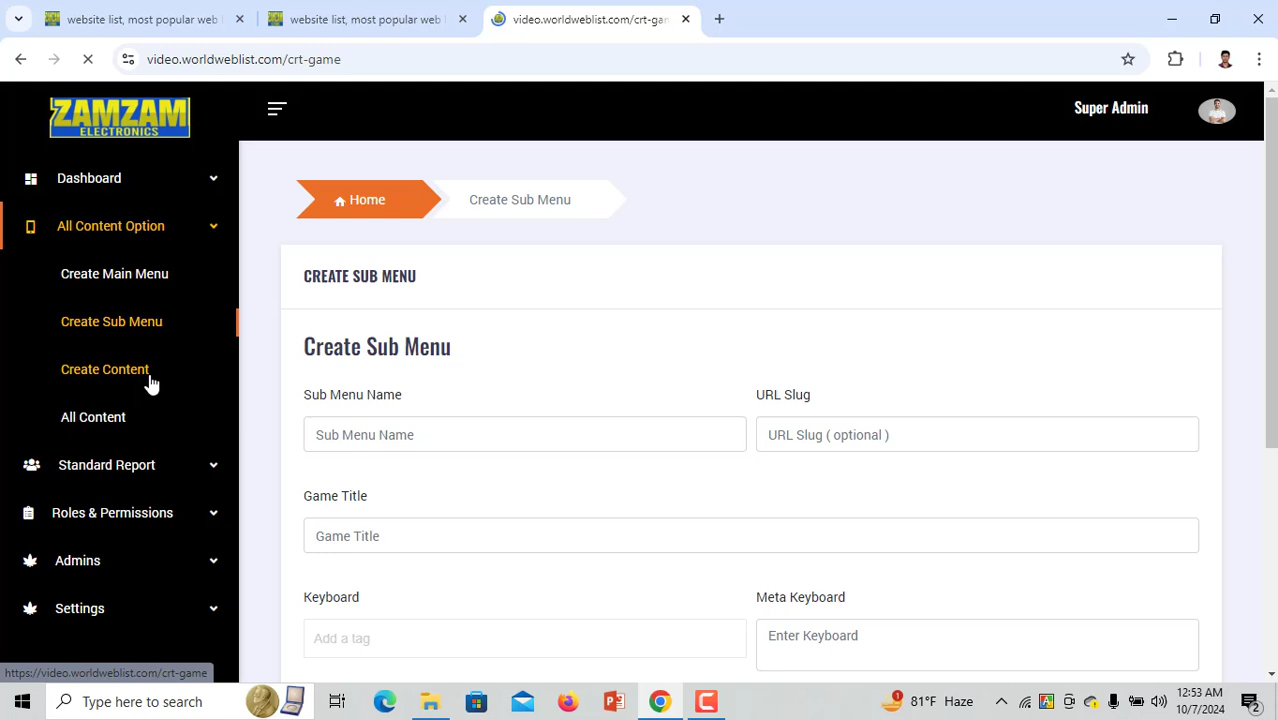 website list, most popular web
website list, most popular web
video.worldweblist.com/crt-gam
video.worldweblist.com/crt-game
ZAMZAM
ELECTRONICS
Super Admin
Dashboard
All Content Option
Create Main Menu
Create Sub Menu
Create Content
All Content
Standard Report
Roles & Permissions
Admins
Settings
Home
Create Sub Menu
CREATE SUB MENU
Create Sub Menu
Sub Menu Name
URL Slug
Sub Menu Name
URL Slug ( optional )
Game Title
Game Title
Keyboard
Meta Keyboard
Add a tag
Enter Keyboard
https://video.worldweblist.com/crt-game
Type here to search
1
81°F Haze
12:53 AM
10/7/2024
2